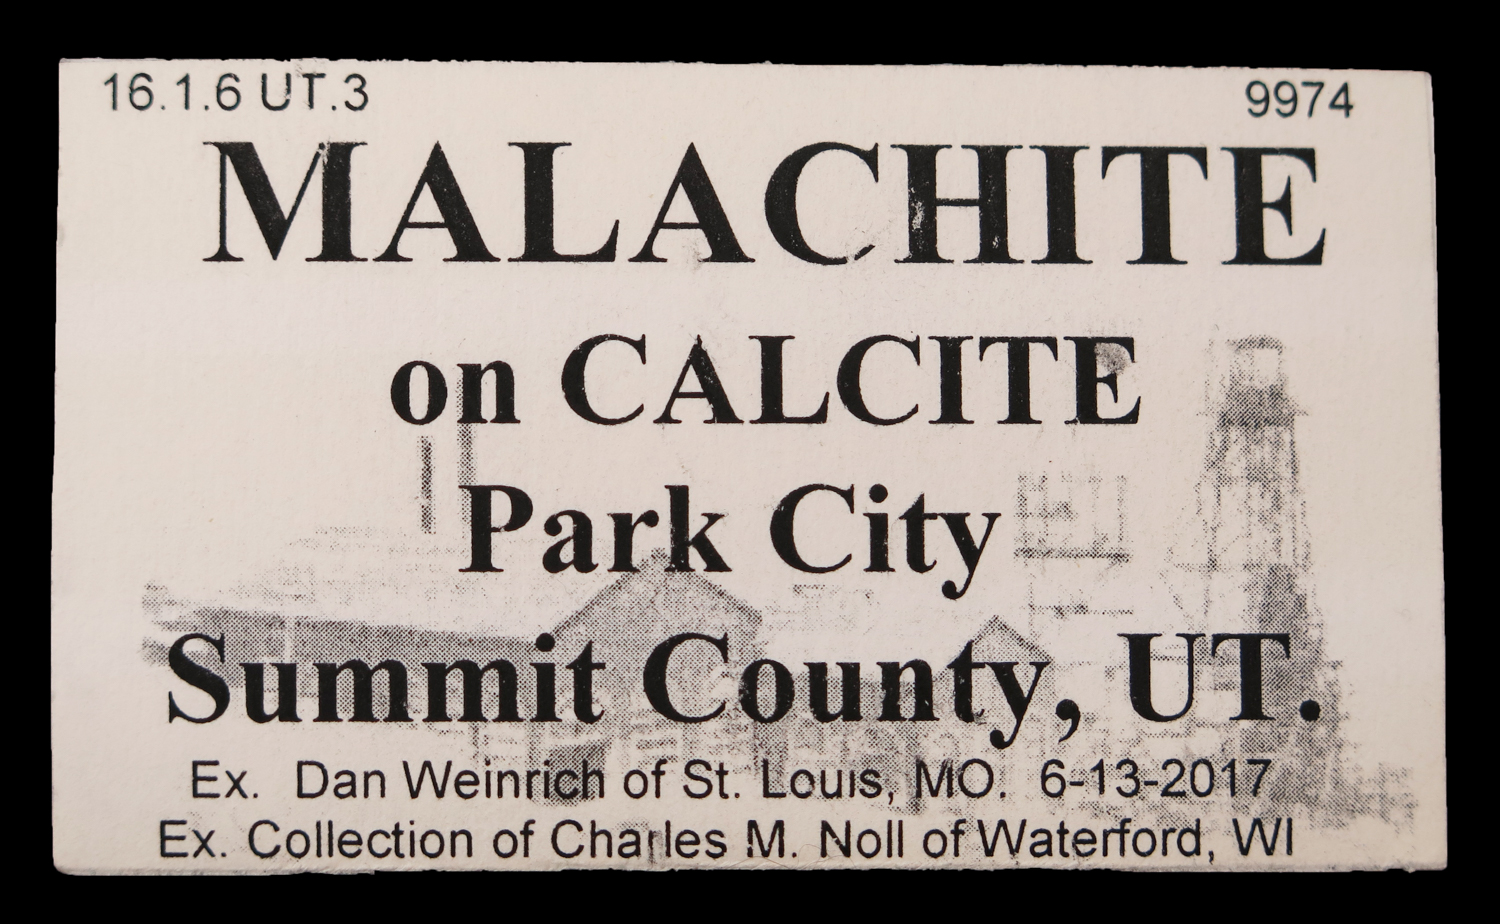 16.1.6 UT.3 9974
MALACHITE
on CALCITE
Park City
Summit County, UT.
Ex. Dan Weinrich of St. Louis, MO. 6-13-2017
Ex. Collection of Charles M. Noll of Waterford, WI